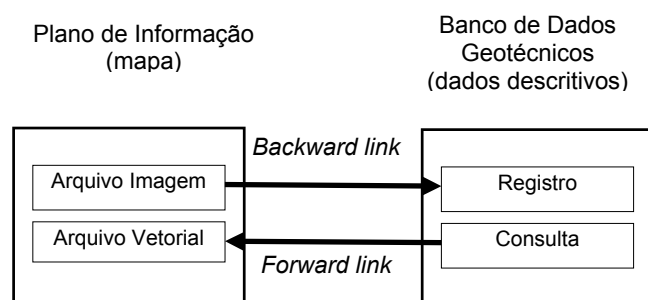 Plano de Informação
(mapa)
Banco de Dados
Geotécnicos
(dados descritivos)
Backward link
Arquivo Imagem
Registro
Arquivo Vetorial
Consulta
Forward link